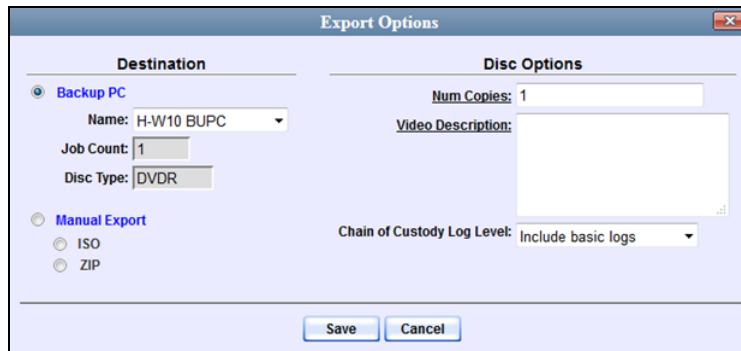 Export Options
Destination
Backup PC
Name: H-W10 BUPC
Job Count: 1
Disc Type: DVDR
Manual Export
ISO
ZIP
Disc Options
Num Copies: 1
Video Description:
Chain of Custody Log Level: Include basic logs
Save Cancel